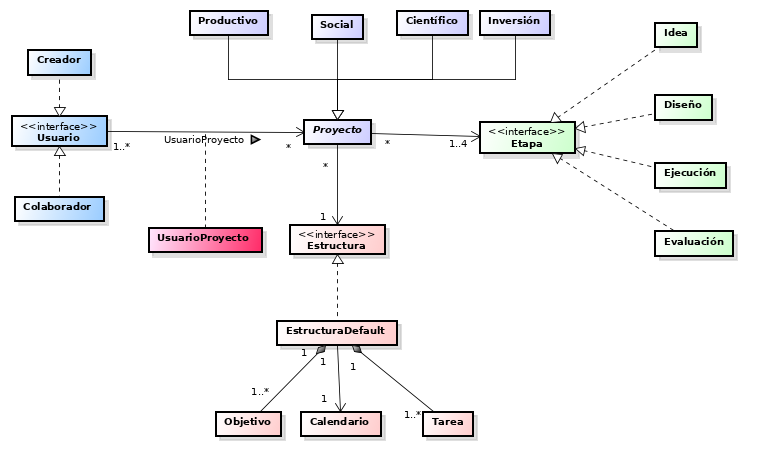 Productivo
Social
Científico
Inversión
Idea
Creador
Diseño
<<interface>>
Usuario
1..*
UsuarioProyecto
*
Proyecto
*
1..4
<<interface>>
Etapa
*
Ejecución
Colaborador
1
UsuarioProyecto
<<interface>>
Estructura
Evaluación
EstructuraDefault
1
1
1
1..*
1
1..*
Objetivo
Calendario
Tarea